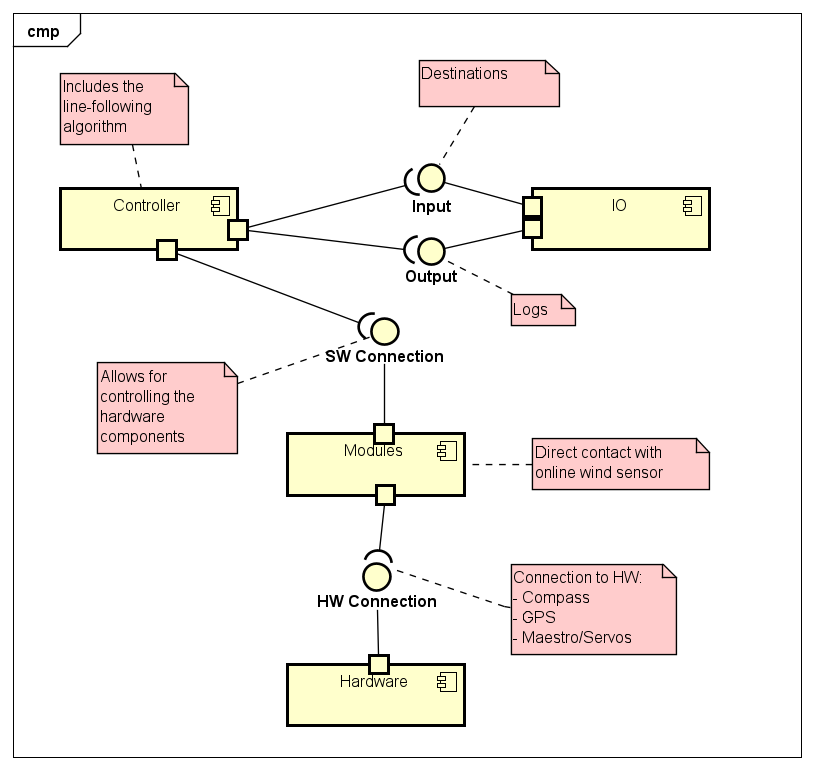 cmp
Includes the
line-following
algorithm
Destinations
Controller
Input
IO
Output
Logs
SW Connection
Allows for
controlling the
hardware
components
Modules
Direct contact with
online wind sensor
HW Connection
Connection to HW:
- Compass
- GPS
- Maestro/Servos
Hardware